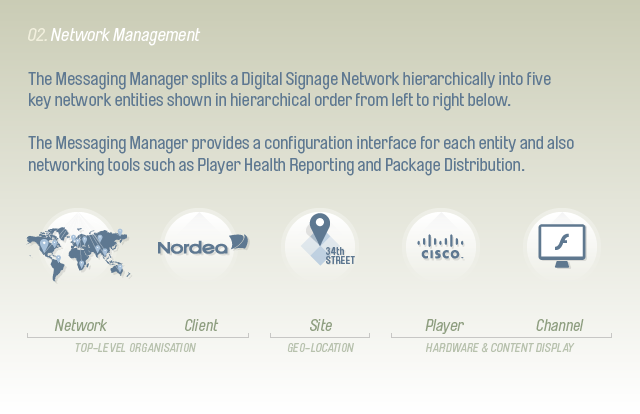 02. Network Management
The Messaging Manager splits a Digital Signage Network hierarchically into five
key network entities shown in hierarchical order from left to right below.
The Messaging Manager provides a configuration interface for each entity and also
networking tools such as Player Health Reporting and Package Distribution.
Nordea
34th
STREET
CISCO
Network Client Site Player Channel
TOP-LEVEL ORGANISATION GEO-LOCATION HARDWARE & CONTENT DISPLAY